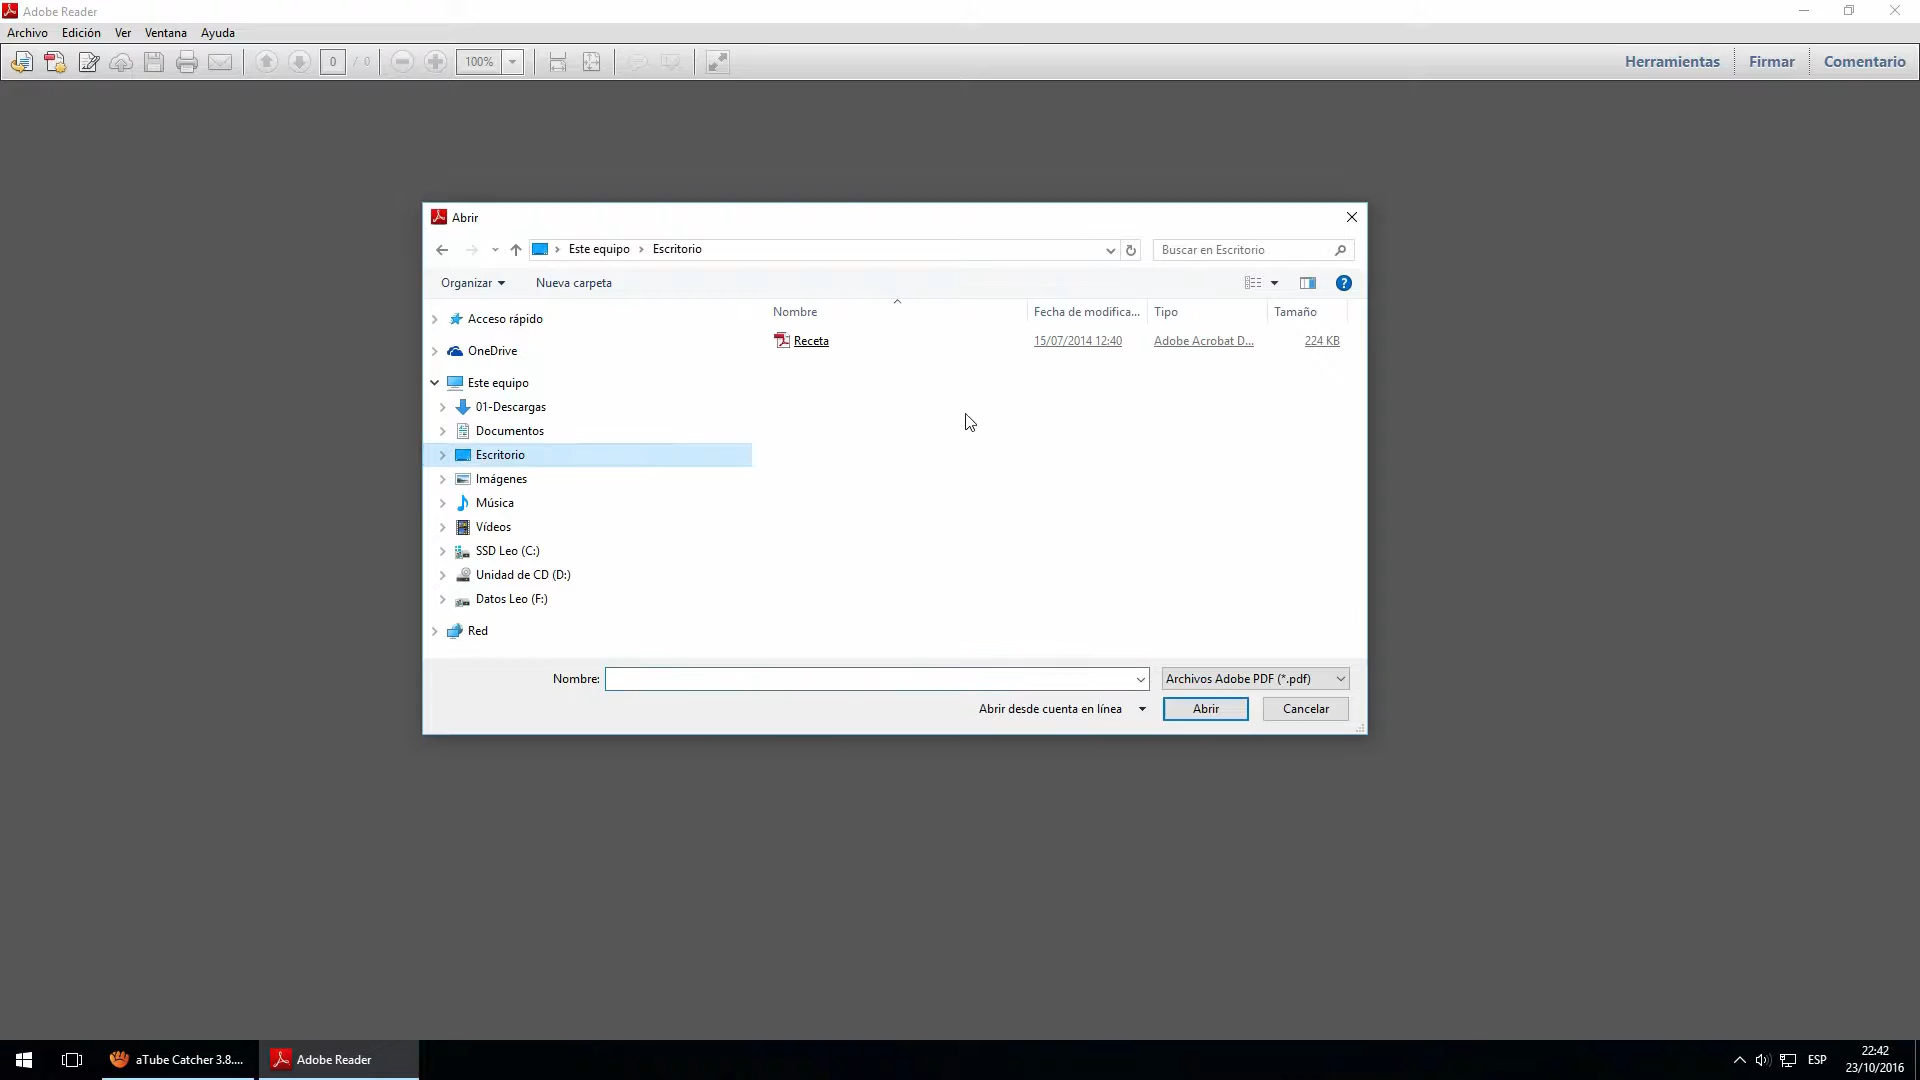 Adobe Reader
Archivo Edición Ver Ventana Ayuda
0 / 0 100% Herramientas Firmar Comentario
Abrir
Este equipo Escritorio Buscar en Escritorio
Organizar Nueva carpeta
Nombre Fecha de modifica... Tipo Tamaño
Receta 15/07/2014 12:40 Adobe Acrobat D... 224 KB
Acceso rápido
OneDrive
Este equipo
01-Descargas
Documentos
Escritorio
Imágenes
Música
Vídeos
SSD Leo (C:)
Unidad de CD (D:)
Datos Leo (F:)
Red
Nombre: Archivos Adobe PDF (*.pdf)
Abrir desde cuenta en línea Abrir Cancelar
aTube Catcher 3.8.... Adobe Reader ESP 22:42
23/10/2016